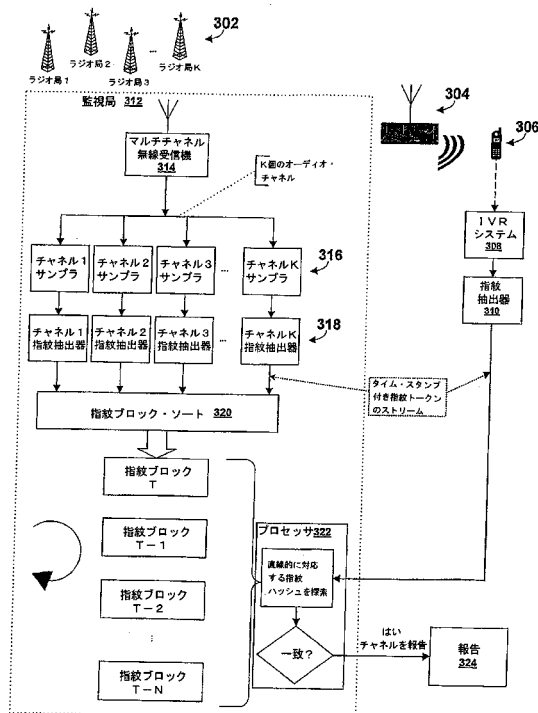 302
ラジオ局1
ラジオ局2
ラジオ局3
...
ラジオ局K
監視局 312
304
306
マルチチャネル
無線受信機
314
K個のオーディオ・
チャネル
IVR
システム
308
チャネル1
サンプラ
チャネル2
サンプラ
チャネル3
サンプラ
...
チャネルK
サンプラ
316
指紋
抽出器
310
チャネル1
指紋抽出器
チャネル2
指紋抽出器
チャネル3
指紋抽出器
...
チャネルK
指紋抽出器
318
タイム・スタンプ
付き指紋トークン
のストリーム
指紋ブロック・ソート 320
指紋ブロック
T
指紋ブロック
T-1
指紋ブロック
T-2
⋮
指紋ブロック
T-N
プロセッサ322
直線的に対応
する指紋
ハッシュを探索
一致?
はい
チャネルを報告
報告
324